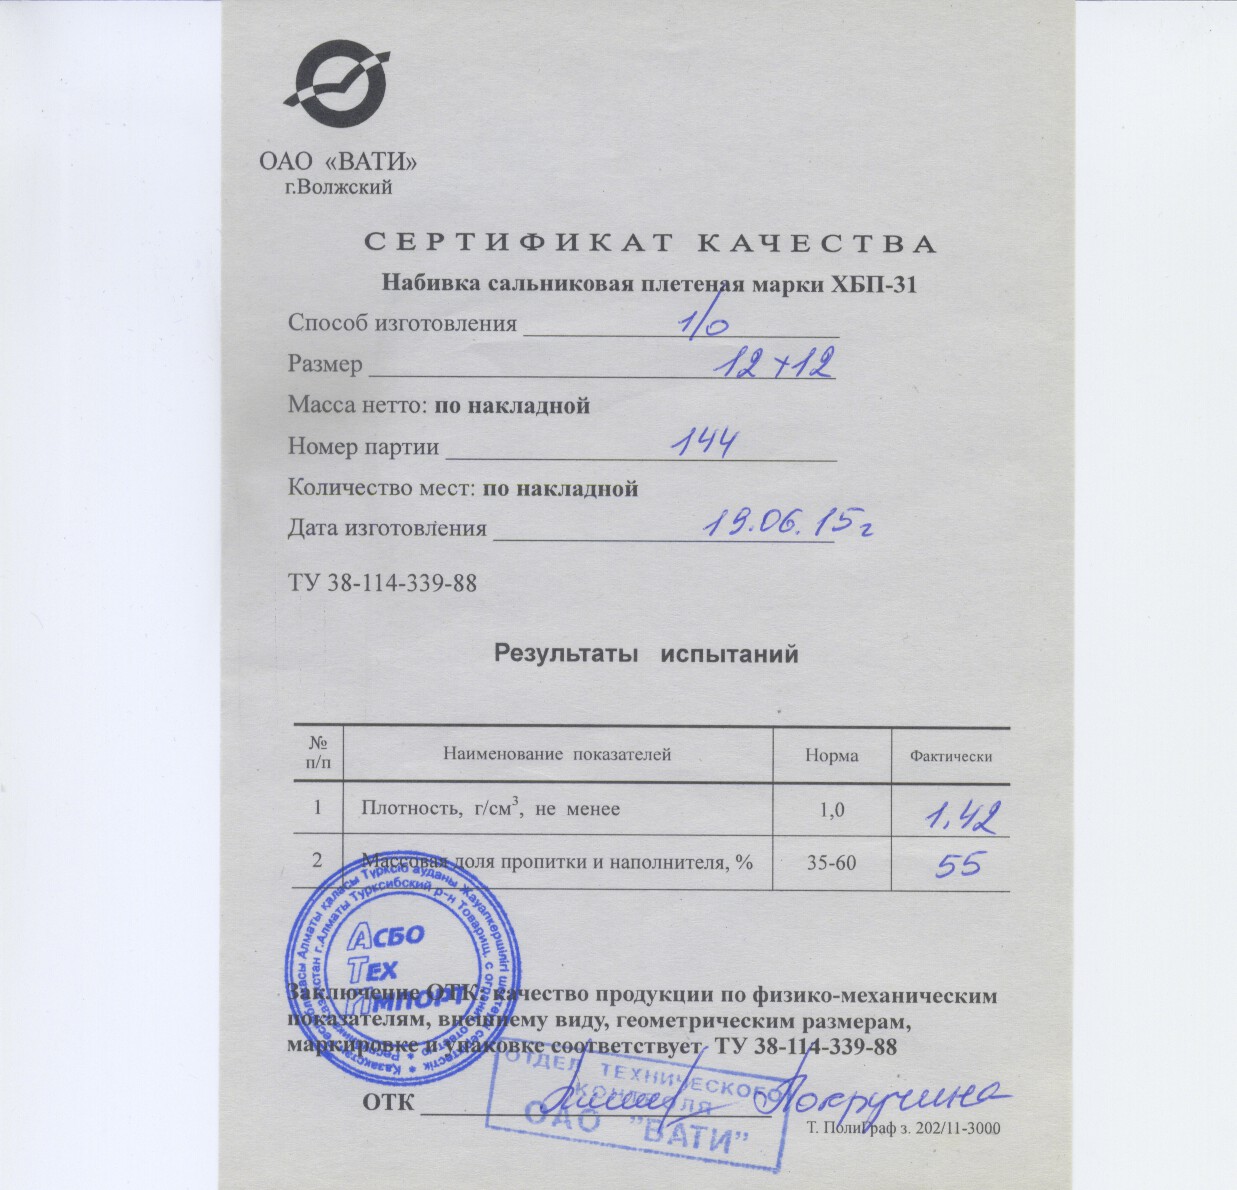 ОАО «ВАТИ»
г.Волжский
СЕРТИФИКАТ КАЧЕСТВА
Набивка сальниковая плетеная марки ХБП-31
Способ изготовления 1/0
Размер 12×12
Масса нетто: по накладной
Номер партии 144
Количество мест: по накладной
Дата изготовления 19.06.15г
ТУ 38-114-339-88
Результаты испытаний
№ п/п Наименование показателей Норма Фактически
1 Плотность, г/см³, не менее 1,0 1,42
2 Массовая доля пропитки и наполнителя, % 35-60 55
АСБО
ТЕХ
ИМПОРТ
Заключение ОТК: качество продукции по физико-механическим
показателям, внешнему виду, геометрическим размерам,
маркировке и упаковке соответствует ТУ 38-114-339-88
ОТДЕЛ ТЕХНИЧЕСКОГО
КОНТРОЛЯ
ОАО "ВАТИ"
ОТК Покручина
Т. ПолиГраф з. 202/11-3000